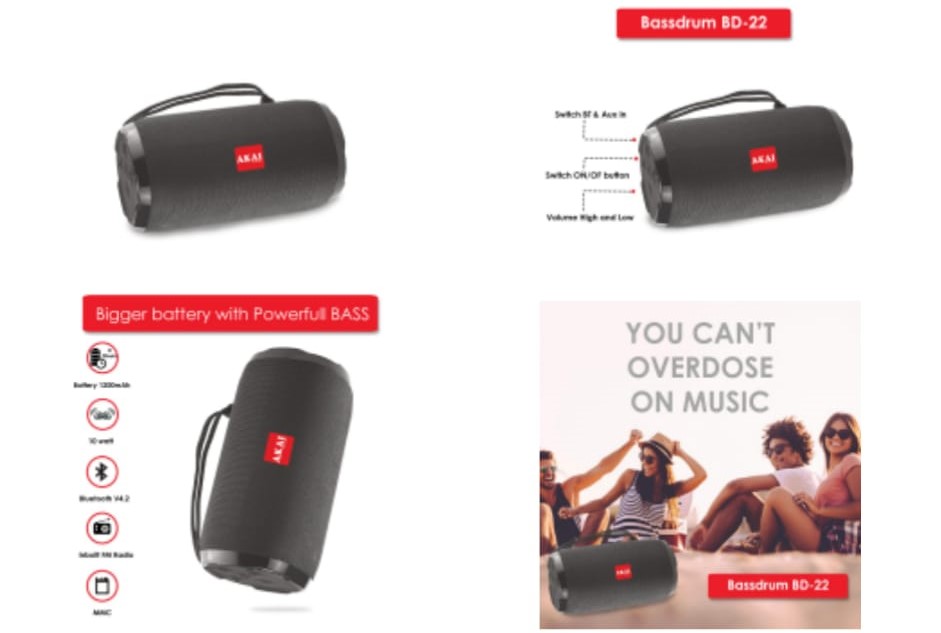 Bassdrum BD-22
AKAI
Switch BT & Aux in
Switch ON/OF button
Volume High and Low
AKAI
Bigger battery with Powerfull BASS
Battery 1200mAh
10 watt
Bluetooth V4.2
Inbuilt FM Radio
MMC
AKAI
YOU CAN'T
OVERDOSE
ON MUSIC
AKAI
Bassdrum BD-22